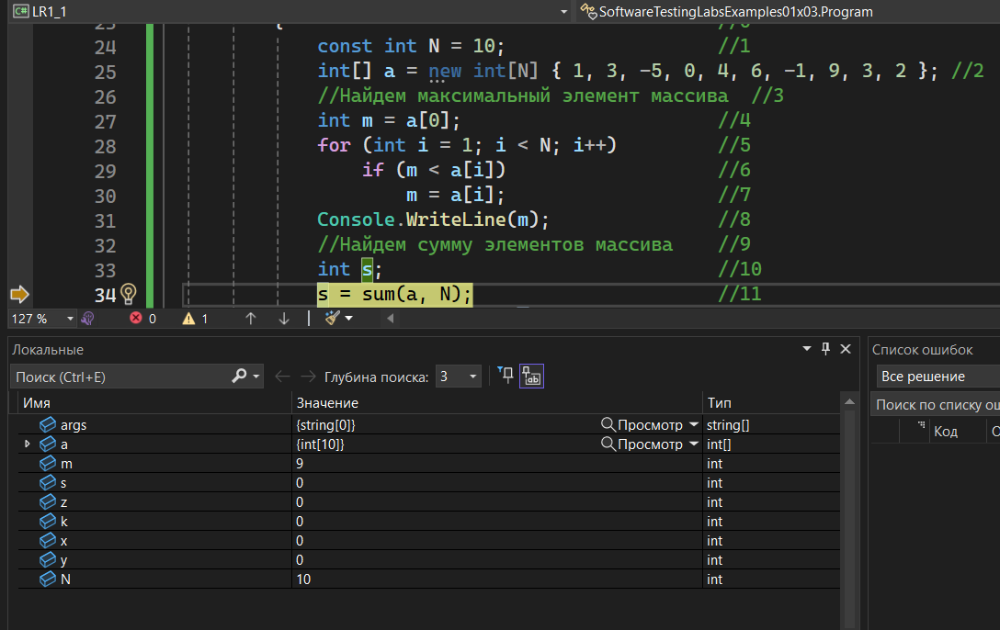 C# LR1_1 SoftwareTestingLabsExamples01x03.Program
24 const int N = 10; //1
25 int[] a = new int[N] { 1, 3, -5, 0, 4, 6, -1, 9, 3, 2 }; //2
26 //Найдем максимальный элемент массива //3
27 int m = a[0]; //4
28 for (int i = 1; i < N; i++) //5
29 if (m < a[i]) //6
30 m = a[i]; //7
31 Console.WriteLine(m); //8
32 //Найдем сумму элементов массива //9
33 int s; //10
34 s = sum(a, N); //11
127 % 0 1
Локальные
Поиск (Ctrl+E) Глубина поиска: 3
Имя Значение Тип
args {string[0]} Просмотр string[]
a {int[10]} Просмотр int[]
m 9 int
s 0 int
z 0 int
k 0 int
x 0 int
y 0 int
N 10 int
Список ошибок
Все решение
Поиск по списку
Код